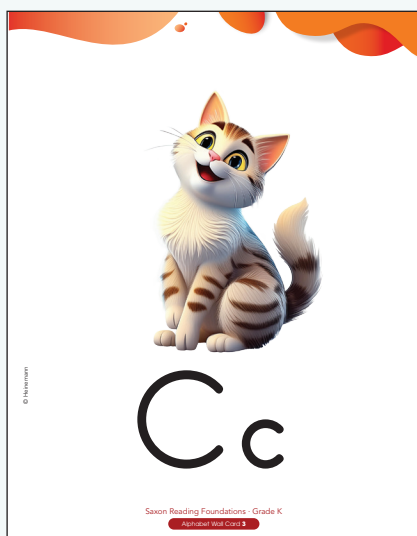 © Heinemann
Cc
Saxon Reading Foundations · Grade K
Alphabet Wall Card 3